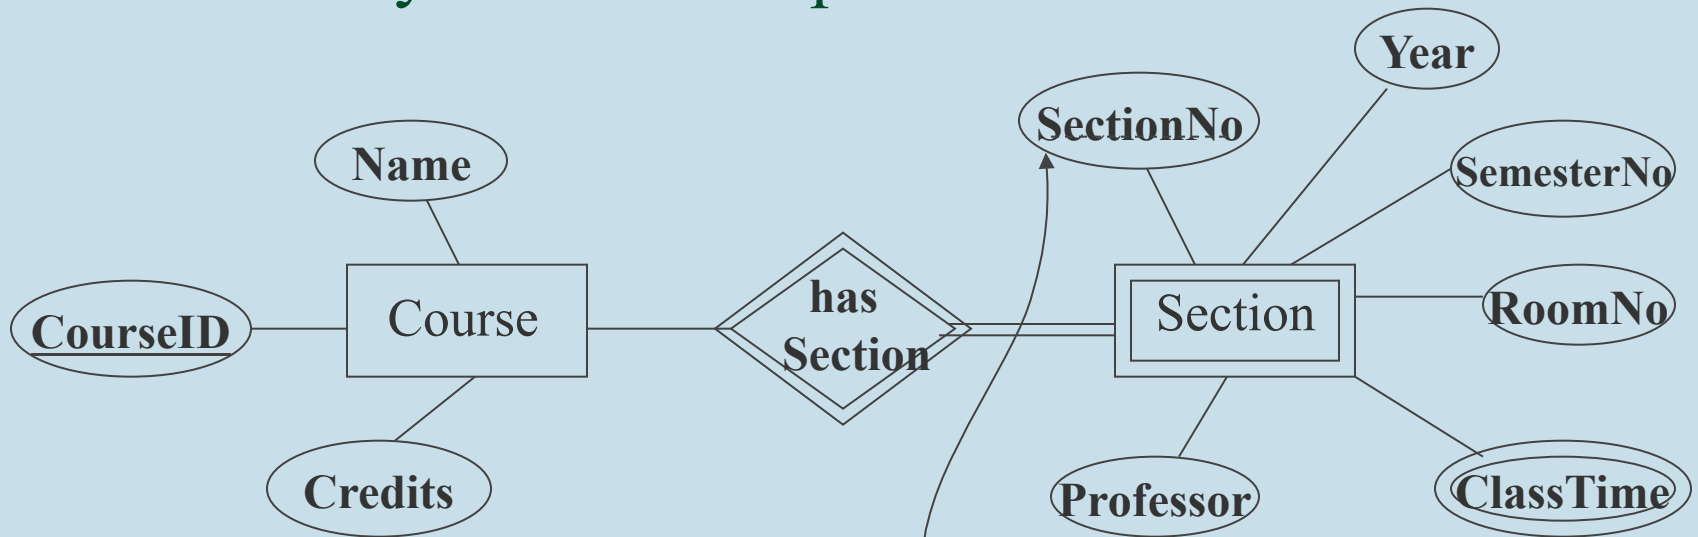 Year
SectionNo
Name
SemesterNo
has
Section
Course
Section
CourseID
RoomNo
Credits
Professor
ClassTime